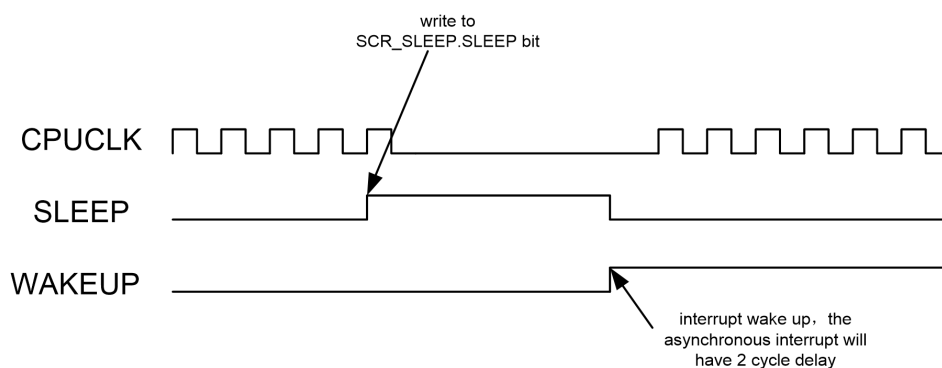 write to
SCR_SLEEP.SLEEP bit
CPUCLK
SLEEP
WAKEUP
interrupt wake up，the
asynchronous interrupt will
have 2 cycle delay